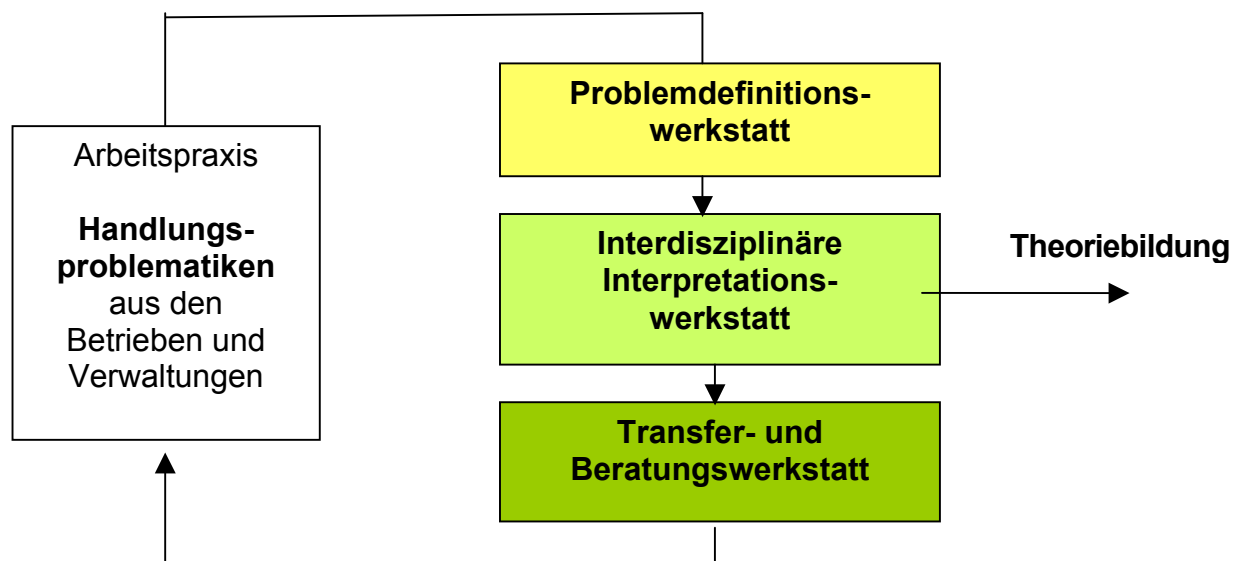 Arbeitspraxis
Handlungs-
problematiken
aus den
Betrieben und
Verwaltungen
Problemdefinitions-
werkstatt
Interdisziplinäre
Interpretations-
werkstatt
Theoriebildung
Transfer- und
Beratungswerkstatt